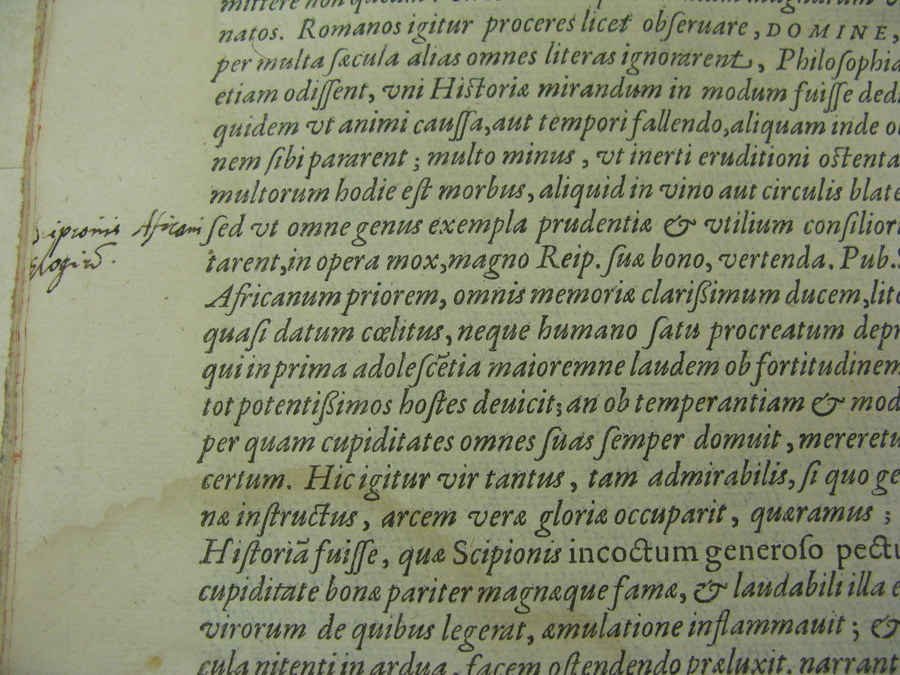 natos. Romanos igitur proceres licet obſeruare, DOMINE,
per multa ſæcula alias omnes literas ignorarent, Philoſophia
etiam odiſſent, vni Hiſtoriæ mirandum in modum fuiſſe dedi
quidem vt animi cauſſa, aut tempori fallendo, aliquam inde o
nem ſibi pararent; multo minus, vt inerti eruditioni oſtenta
multorum hodie eſt morbus, aliquid in vino aut circulis blate
Scipionis Africani
elogiū.
ſed vt omne genus exempla prudentiæ & vtilium conſilior
tarent, in opera mox, magno Reip. ſuæ bono, vertenda. Pub.
Africanum priorem, omnis memoriæ clarißimum ducem, lite
quaſi datum cœlitus, neque humano ſatu procreatum depr
qui in prima adoleſcētia maioremne laudem ob fortitudinem
tot potentißimos hoſtes deuicit; an ob temperantiam & mod
per quam cupiditates omnes ſuas ſemper domuit, mereretu
certum. Hic igitur vir tantus, tam admirabilis, ſi quo ge
næ inſtructus, arcem veræ gloriæ occuparit, quæramus;
Hiſtoriā fuiſſe, quæ Scipionis incoctum generoſo pectu
cupiditate bonæ pariter magnæque famæ, & laudabili illa e
virorum de quibus legerat, æmulatione inflammauit; &
cula nitenti in ardua, facem oſtendendo præluxit. narrant